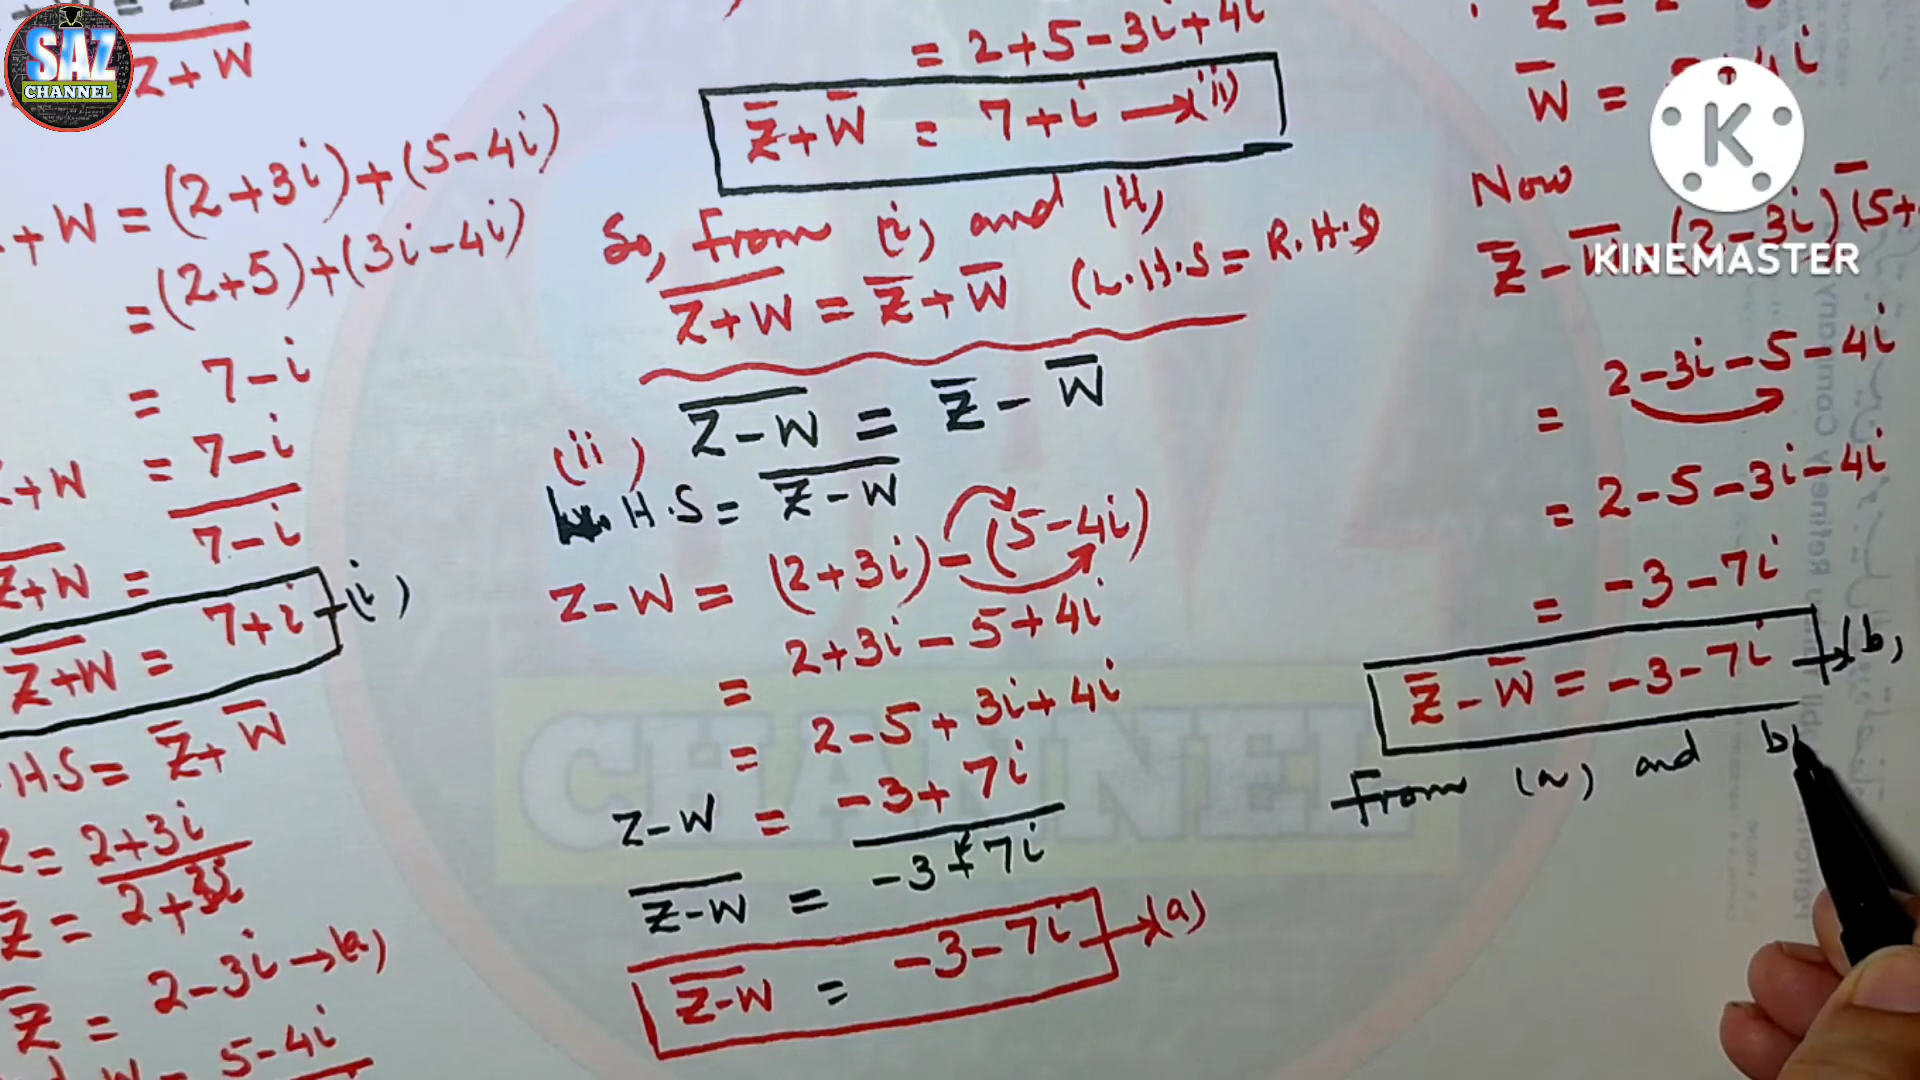 SAZ
CHANNEL
Z+W
+W = (2+3i)+(5-4i)
= (2+5)+(3i-4i)
= 7-i
+W = 7-i
z̅+̅w̅ = 7-i
z̅+̅w̅ = 7+i (i)
H.S = z̅+w̅
= 2+3i
z̅ = 2+3i
z̅ = 2-3i → (a)
W = 5-4i
= 2+5-3i+4i
z̅+w̅ = 7+i → (ii)
So, from (i) and (ii)
z̅+̅w̅ = z̅+w̅ (L.H.S = R.H.S
(ii) z̅-̅w̅ = z̅-w̅
L.H.S = z̅-̅w̅
z-w = (2+3i)-(5-4i)
= 2+3i-5+4i
= 2-5+3i+4i
z-w = -3+7i
z̅-̅w̅ = -3+7i
z̅-̅w̅ = -3-7i → (a)
w̅ =
Now
z̅-w̅ = (2-3i)-(5+
= 2-3i-5-4i
= 2-5-3i-4i
= -3-7i
z̅-w̅ = -3-7i → (b)
from (a) and b)
K
KINEMASTER
CHANNEL